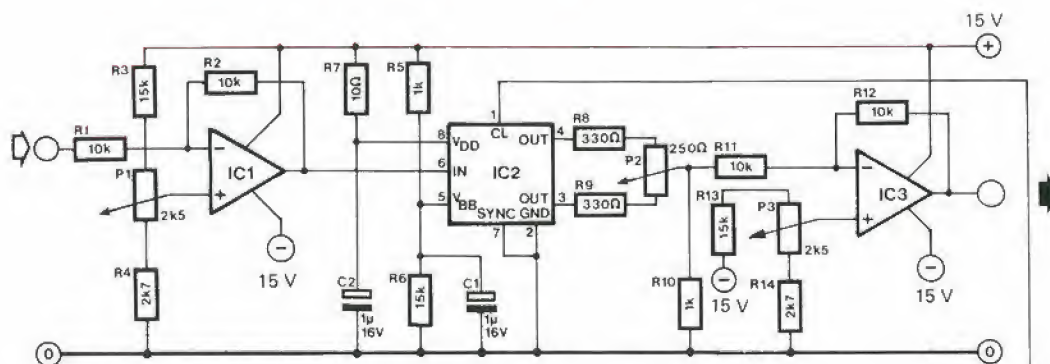 15 V
+
R3
15k
R2
10k
R7
10Ω
R5
1k
R12
10k
R1
10k
P1
2k5
−
+
IC1
−
15 V
R4
2k7
1
CL
8
VDD
6
IN
5
VBB
IC2
OUT
4
OUT
3
SYNC
GND
7
2
R8
330Ω
R9
330Ω
P2
250Ω
R11
10k
R13
15k
−
15 V
P3
2k5
R14
2k7
−
+
IC3
−
15 V
C2
1µ
16V
R6
15k
C1
1µ
16V
R10
1k
0
0